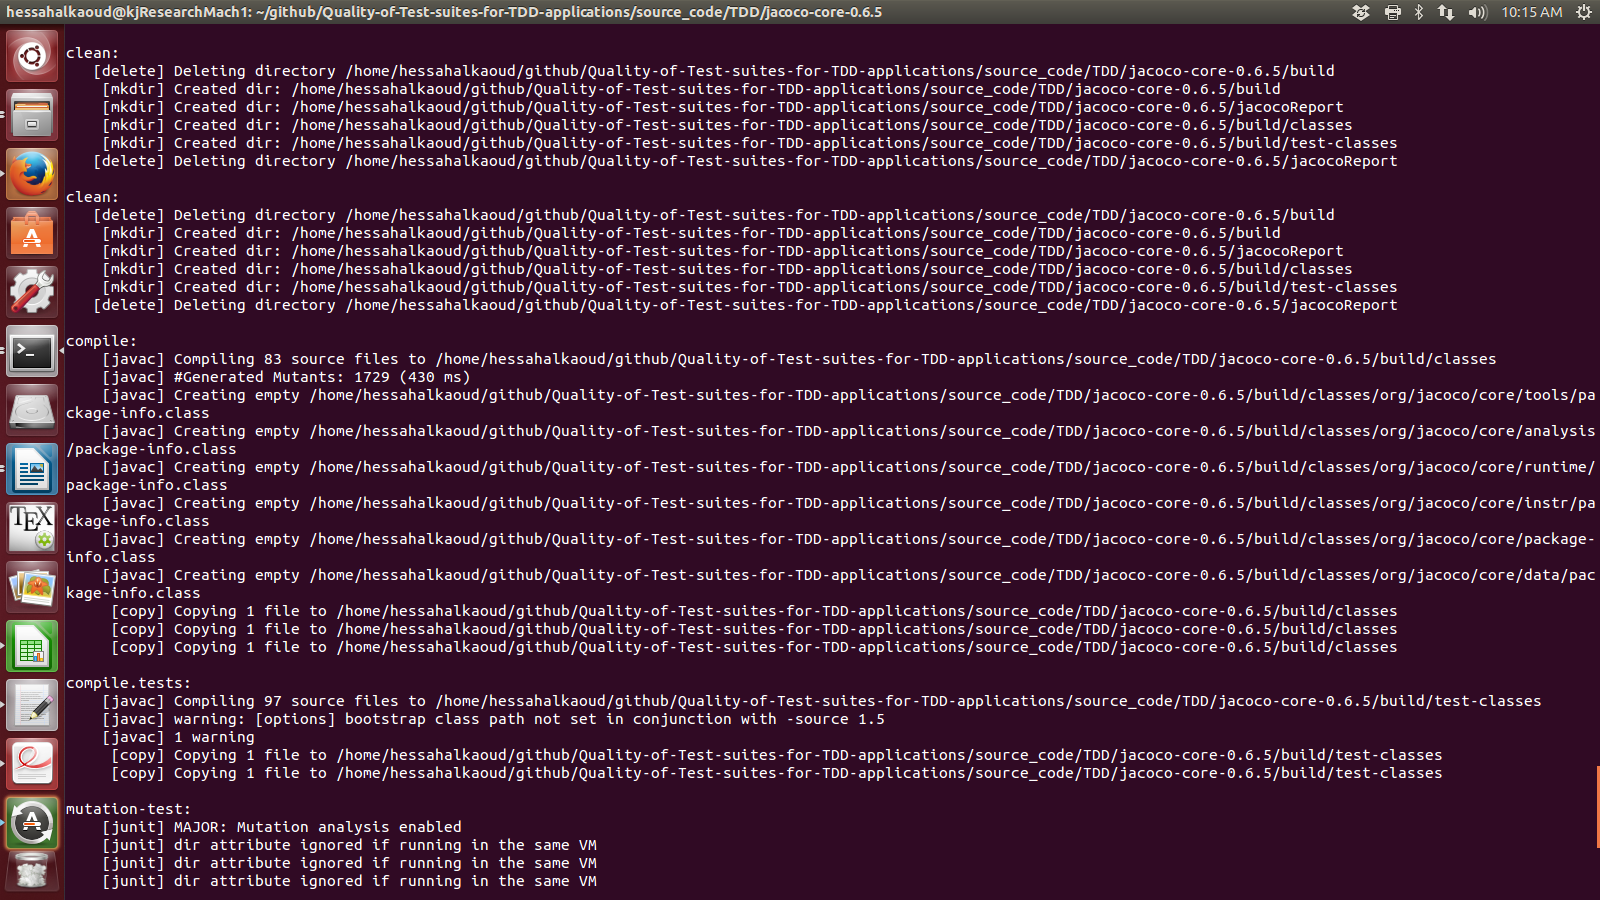 hessahalkaoud@kjResearchMach1: ~/github/Quality-of-Test-suites-for-TDD-applications/source_code/TDD/jacoco-core-0.6.5
10:15 AM
clean:
[delete] Deleting directory /home/hessahalkaoud/github/Quality-of-Test-suites-for-TDD-applications/source_code/TDD/jacoco-core-0.6.5/build
[mkdir] Created dir: /home/hessahalkaoud/github/Quality-of-Test-suites-for-TDD-applications/source_code/TDD/jacoco-core-0.6.5/build
[mkdir] Created dir: /home/hessahalkaoud/github/Quality-of-Test-suites-for-TDD-applications/source_code/TDD/jacoco-core-0.6.5/jacocoReport
[mkdir] Created dir: /home/hessahalkaoud/github/Quality-of-Test-suites-for-TDD-applications/source_code/TDD/jacoco-core-0.6.5/build/classes
[mkdir] Created dir: /home/hessahalkaoud/github/Quality-of-Test-suites-for-TDD-applications/source_code/TDD/jacoco-core-0.6.5/build/test-classes
[delete] Deleting directory /home/hessahalkaoud/github/Quality-of-Test-suites-for-TDD-applications/source_code/TDD/jacoco-core-0.6.5/jacocoReport
clean:
[delete] Deleting directory /home/hessahalkaoud/github/Quality-of-Test-suites-for-TDD-applications/source_code/TDD/jacoco-core-0.6.5/build
[mkdir] Created dir: /home/hessahalkaoud/github/Quality-of-Test-suites-for-TDD-applications/source_code/TDD/jacoco-core-0.6.5/build
[mkdir] Created dir: /home/hessahalkaoud/github/Quality-of-Test-suites-for-TDD-applications/source_code/TDD/jacoco-core-0.6.5/jacocoReport
[mkdir] Created dir: /home/hessahalkaoud/github/Quality-of-Test-suites-for-TDD-applications/source_code/TDD/jacoco-core-0.6.5/build/classes
[mkdir] Created dir: /home/hessahalkaoud/github/Quality-of-Test-suites-for-TDD-applications/source_code/TDD/jacoco-core-0.6.5/build/test-classes
[delete] Deleting directory /home/hessahalkaoud/github/Quality-of-Test-suites-for-TDD-applications/source_code/TDD/jacoco-core-0.6.5/jacocoReport
compile:
[javac] Compiling 83 source files to /home/hessahalkaoud/github/Quality-of-Test-suites-for-TDD-applications/source_code/TDD/jacoco-core-0.6.5/build/classes
[javac] #Generated Mutants: 1729 (430 ms)
[javac] Creating empty /home/hessahalkaoud/github/Quality-of-Test-suites-for-TDD-applications/source_code/TDD/jacoco-core-0.6.5/build/classes/org/jacoco/core/tools/pa
ckage-info.class
[javac] Creating empty /home/hessahalkaoud/github/Quality-of-Test-suites-for-TDD-applications/source_code/TDD/jacoco-core-0.6.5/build/classes/org/jacoco/core/analysis
/package-info.class
[javac] Creating empty /home/hessahalkaoud/github/Quality-of-Test-suites-for-TDD-applications/source_code/TDD/jacoco-core-0.6.5/build/classes/org/jacoco/core/runtime/
package-info.class
[javac] Creating empty /home/hessahalkaoud/github/Quality-of-Test-suites-for-TDD-applications/source_code/TDD/jacoco-core-0.6.5/build/classes/org/jacoco/core/instr/pa
ckage-info.class
[javac] Creating empty /home/hessahalkaoud/github/Quality-of-Test-suites-for-TDD-applications/source_code/TDD/jacoco-core-0.6.5/build/classes/org/jacoco/core/package-
info.class
[javac] Creating empty /home/hessahalkaoud/github/Quality-of-Test-suites-for-TDD-applications/source_code/TDD/jacoco-core-0.6.5/build/classes/org/jacoco/core/data/pac
kage-info.class
[copy] Copying 1 file to /home/hessahalkaoud/github/Quality-of-Test-suites-for-TDD-applications/source_code/TDD/jacoco-core-0.6.5/build/classes
[copy] Copying 1 file to /home/hessahalkaoud/github/Quality-of-Test-suites-for-TDD-applications/source_code/TDD/jacoco-core-0.6.5/build/classes
[copy] Copying 1 file to /home/hessahalkaoud/github/Quality-of-Test-suites-for-TDD-applications/source_code/TDD/jacoco-core-0.6.5/build/classes
compile.tests:
[javac] Compiling 97 source files to /home/hessahalkaoud/github/Quality-of-Test-suites-for-TDD-applications/source_code/TDD/jacoco-core-0.6.5/build/test-classes
[javac] warning: [options] bootstrap class path not set in conjunction with -source 1.5
[javac] 1 warning
[copy] Copying 1 file to /home/hessahalkaoud/github/Quality-of-Test-suites-for-TDD-applications/source_code/TDD/jacoco-core-0.6.5/build/test-classes
[copy] Copying 1 file to /home/hessahalkaoud/github/Quality-of-Test-suites-for-TDD-applications/source_code/TDD/jacoco-core-0.6.5/build/test-classes
mutation-test:
[junit] MAJOR: Mutation analysis enabled
[junit] dir attribute ignored if running in the same VM
[junit] dir attribute ignored if running in the same VM
[junit] dir attribute ignored if running in the same VM
TEX